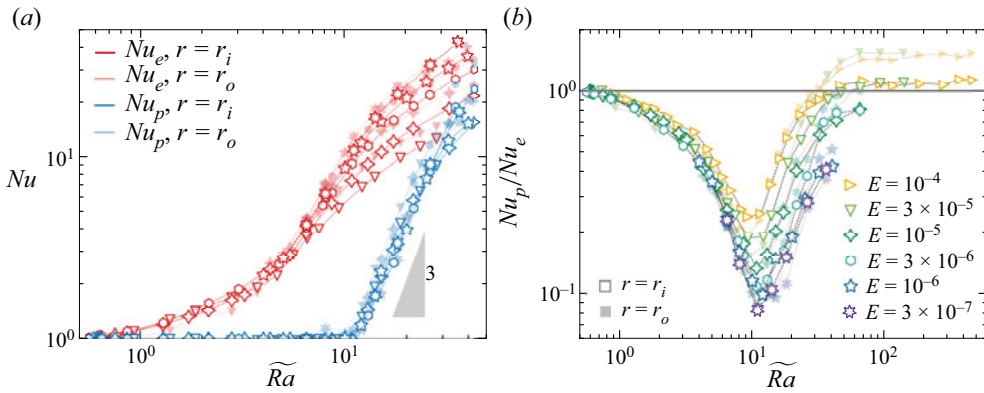 (a)
Nu_e, r = r_i
Nu_e, r = r_o
Nu_p, r = r_i
Nu_p, r = r_o
10^1
Nu
3
10^0
10^0
10^1
\widetilde{Ra}
(b)
10^0
Nu_p/Nu_e
E = 10^{-4}
E = 3 × 10^{-5}
E = 10^{-5}
E = 3 × 10^{-6}
E = 10^{-6}
E = 3 × 10^{-7}
r = r_i
r = r_o
10^{-1}
10^0
10^1
10^2
\widetilde{Ra}